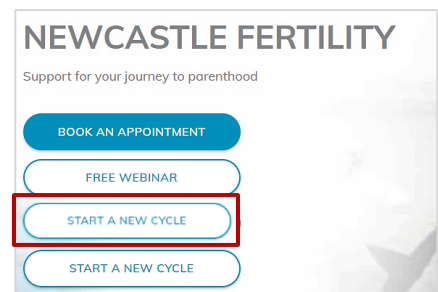 NEWCASTLE FERTILITY
Support for your journey to parenthood
BOOK AN APPOINTMENT
FREE WEBINAR
START A NEW CYCLE
START A NEW CYCLE